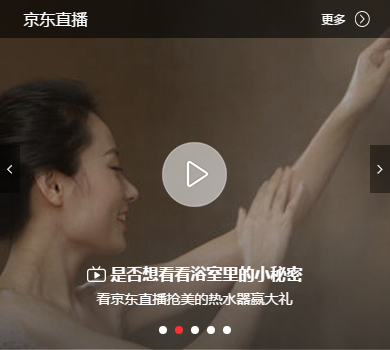 京东直播 更多
是否想看看浴室里的小秘密
看京东直播抢美的热水器赢大礼